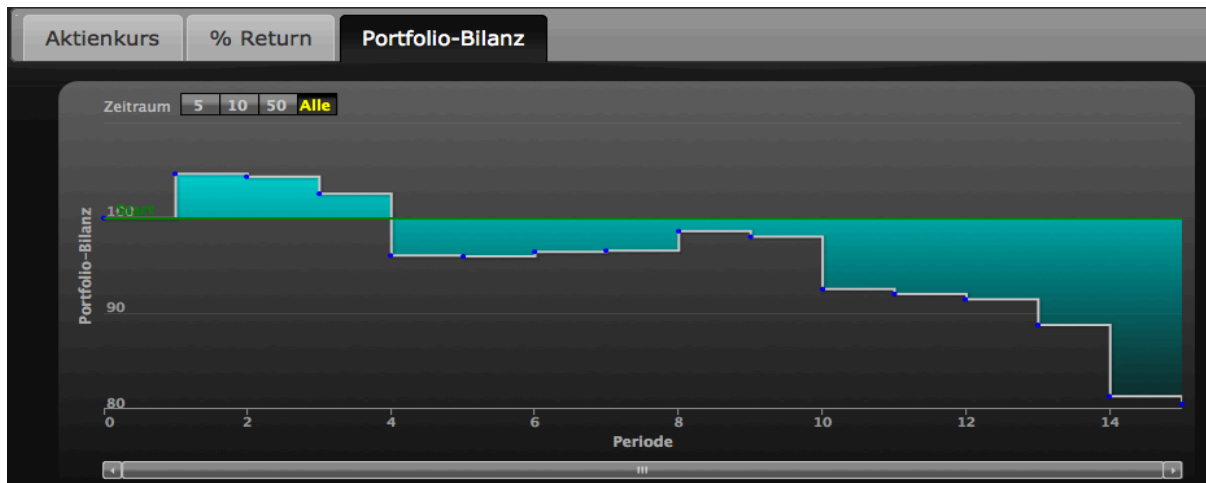 Aktienkurs % Return Portfolio-Bilanz
Zeitraum 5 10 50 Alle
Portfolio-Bilanz
100
90
80
0 2 4 6 8 10 12 14
Periode